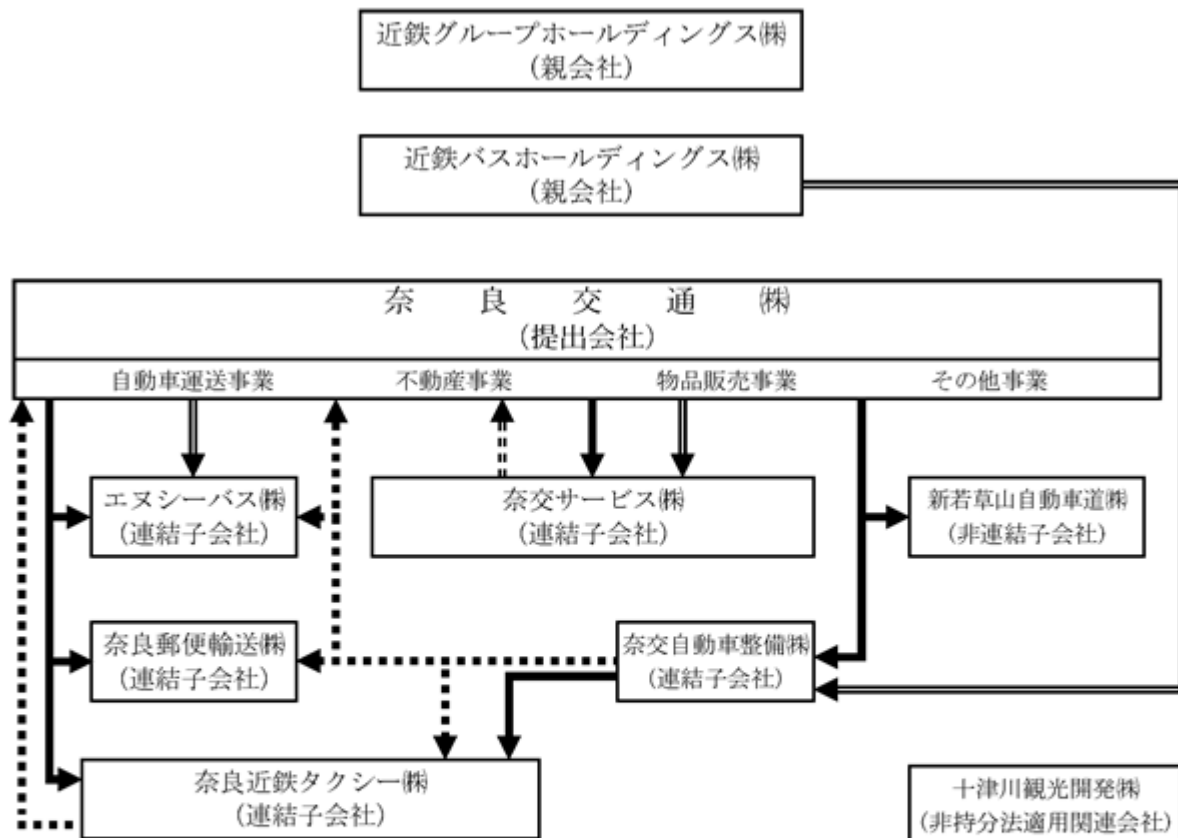 近鉄グループホールディングス㈱
(親会社)
近鉄バスホールディングス㈱
(親会社)
奈良交通㈱
(提出会社)
自動車運送事業 不動産事業 物品販売事業 その他事業
エヌシーバス㈱
(連結子会社)
奈交サービス㈱
(連結子会社)
新若草山自動車道㈱
(非連結子会社)
奈良郵便輸送㈱
(連結子会社)
奈交自動車整備㈱
(連結子会社)
奈良近鉄タクシー㈱
(連結子会社)
十津川観光開発㈱
(非持分法適用関連会社)